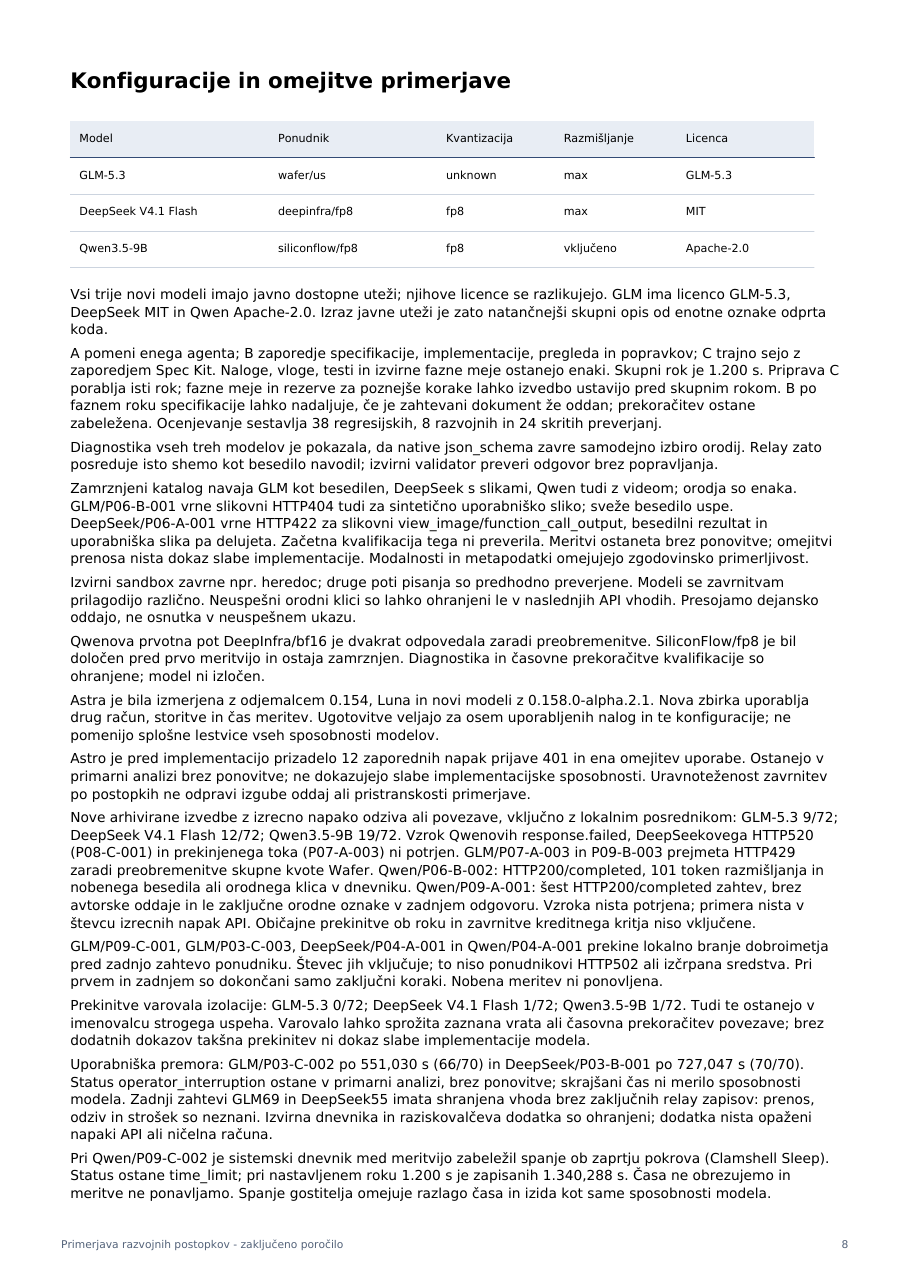 Konfiguracije in omejitve primerjave
Model Ponudnik Kvantizacija Razmišljanje Licenca
GLM-5.3 wafer/us unknown max GLM-5.3
DeepSeek V4.1 Flash deepinfra/fp8 fp8 max MIT
Qwen3.5-9B siliconflow/fp8 fp8 vključeno Apache-2.0
Vsi trije novi modeli imajo javno dostopne uteži; njihove licence se razlikujejo. GLM ima licenco GLM-5.3,
DeepSeek MIT in Qwen Apache-2.0. Izraz javne uteži je zato natančnejši skupni opis od enotne oznake odprta
koda.
A pomeni enega agenta; B zaporedje specifikacije, implementacije, pregleda in popravkov; C trajno sejo z
zaporedjem Spec Kit. Naloge, vloge, testi in izvirne fazne meje ostanejo enaki. Skupni rok je 1.200 s. Priprava C
porablja isti rok; fazne meje in rezerve za poznejše korake lahko izvedbo ustavijo pred skupnim rokom. B po
faznem roku specifikacije lahko nadaljuje, če je zahtevani dokument že oddan; prekoračitev ostane
zabeležena. Ocenjevanje sestavlja 38 regresijskih, 8 razvojnih in 24 skritih preverjanj.
Diagnostika vseh treh modelov je pokazala, da native json_schema zavre samodejno izbiro orodij. Relay zato
posreduje isto shemo kot besedilo navodil; izvirni validator preveri odgovor brez popravljanja.
Zamrznjeni katalog navaja GLM kot besedilen, DeepSeek s slikami, Qwen tudi z videom; orodja so enaka.
GLM/P06-B-001 vrne slikovni HTTP404 tudi za sintetično uporabniško sliko; sveže besedilo uspe.
DeepSeek/P06-A-001 vrne HTTP422 za slikovni view_image/function_call_output, besedilni rezultat in
uporabniška slika pa delujeta. Začetna kvalifikacija tega ni preverila. Meritvi ostaneta brez ponovitve; omejitvi
prenosa nista dokaz slabe implementacije. Modalnosti in metapodatki omejujejo zgodovinsko primerljivost.
Izvirni sandbox zavrne npr. heredoc; druge poti pisanja so predhodno preverjene. Modeli se zavrnitvam
prilagodijo različno. Neuspešni orodni klici so lahko ohranjeni le v naslednjih API vhodih. Presojamo dejansko
oddajo, ne osnutka v neuspešnem ukazu.
Qwenova prvotna pot DeepInfra/bf16 je dvakrat odpovedala zaradi preobremenitve. SiliconFlow/fp8 je bil
določen pred prvo meritvijo in ostaja zamrznjen. Diagnostika in časovne prekoračitve kvalifikacije so
ohranjene; model ni izločen.
Astra je bila izmerjena z odjemalcem 0.154, Luna in novi modeli z 0.158.0-alpha.2.1. Nova zbirka uporablja
drug račun, storitve in čas meritev. Ugotovitve veljajo za osem uporabljenih nalog in te konfiguracije; ne
pomenijo splošne lestvice vseh sposobnosti modelov.
Astro je pred implementacijo prizadelo 12 zaporednih napak prijave 401 in ena omejitev uporabe. Ostanejo v
primarni analizi brez ponovitve; ne dokazujejo slabe implementacijske sposobnosti. Uravnoteženost zavrnitev
po postopkih ne odpravi izgube oddaj ali pristranskosti primerjave.
Nove arhivirane izvedbe z izrecno napako odziva ali povezave, vključno z lokalnim posrednikom: GLM-5.3 9/72;
DeepSeek V4.1 Flash 12/72; Qwen3.5-9B 19/72. Vzrok Qwenovih response.failed, DeepSeekovega HTTP520
(P08-C-001) in prekinjenega toka (P07-A-003) ni potrjen. GLM/P07-A-003 in P09-B-003 prejmeta HTTP429
zaradi preobremenitve skupne kvote Wafer. Qwen/P06-B-002: HTTP200/completed, 101 token razmišljanja in
nobenega besedila ali orodnega klica v dnevniku. Qwen/P09-A-001: šest HTTP200/completed zahtev, brez
avtorske oddaje in le zaključne orodne oznake v zadnjem odgovoru. Vzroka nista potrjena; primera nista v
števcu izrecnih napak API. Običajne prekinitve ob roku in zavrnitve kreditnega kritja niso vključene.
GLM/P09-C-001, GLM/P03-C-003, DeepSeek/P04-A-001 in Qwen/P04-A-001 prekine lokalno branje dobroimetja
pred zadnjo zahtevo ponudniku. Števec jih vključuje; to niso ponudnikovi HTTP502 ali izčrpana sredstva. Pri
prvem in zadnjem so dokončani samo zaključni koraki. Nobena meritev ni ponovljena.
Prekinitve varovala izolacije: GLM-5.3 0/72; DeepSeek V4.1 Flash 1/72; Qwen3.5-9B 1/72. Tudi te ostanejo v
imenovalcu strogega uspeha. Varovalo lahko sprožita zaznana vrata ali časovna prekoračitev povezave; brez
dodatnih dokazov takšna prekinitev ni dokaz slabe implementacije modela.
Uporabniška premora: GLM/P03-C-002 po 551,030 s (66/70) in DeepSeek/P03-B-001 po 727,047 s (70/70).
Status operator_interruption ostane v primarni analizi, brez ponovitve; skrajšani čas ni merilo sposobnosti
modela. Zadnji zahtevi GLM69 in DeepSeek55 imata shranjena vhoda brez zaključnih relay zapisov: prenos,
odziv in strošek so neznani. Izvirna dnevnika in raziskovalčeva dodatka so ohranjeni; dodatka nista opaženi
napaki API ali ničelna računa.
Pri Qwen/P09-C-002 je sistemski dnevnik med meritvijo zabeležil spanje ob zaprtju pokrova (Clamshell Sleep).
Status ostane time_limit; pri nastavljenem roku 1.200 s je zapisanih 1.340,288 s. Časa ne obrezujemo in
meritve ne ponavljamo. Spanje gostitelja omejuje razlago časa in izida kot same sposobnosti modela.
Primerjava razvojnih postopkov - zaključeno poročilo 8